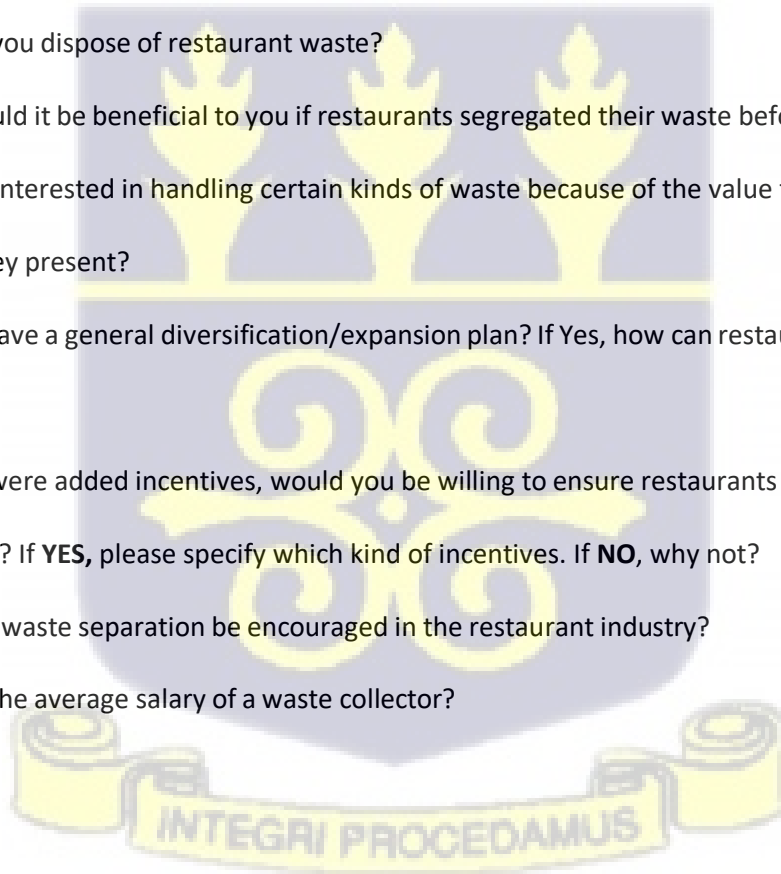 you dispose of restaurant waste?
uld it be beneficial to you if restaurants segregated their waste befo
interested in handling certain kinds of waste because of the value
ey present?
ave a general diversification/expansion plan? If Yes, how can restau
were added incentives, would you be willing to ensure restaurants
? If YES, please specify which kind of incentives. If NO, why not?
waste separation be encouraged in the restaurant industry?
he average salary of a waste collector?
INTEGRI PROCEDAMUS